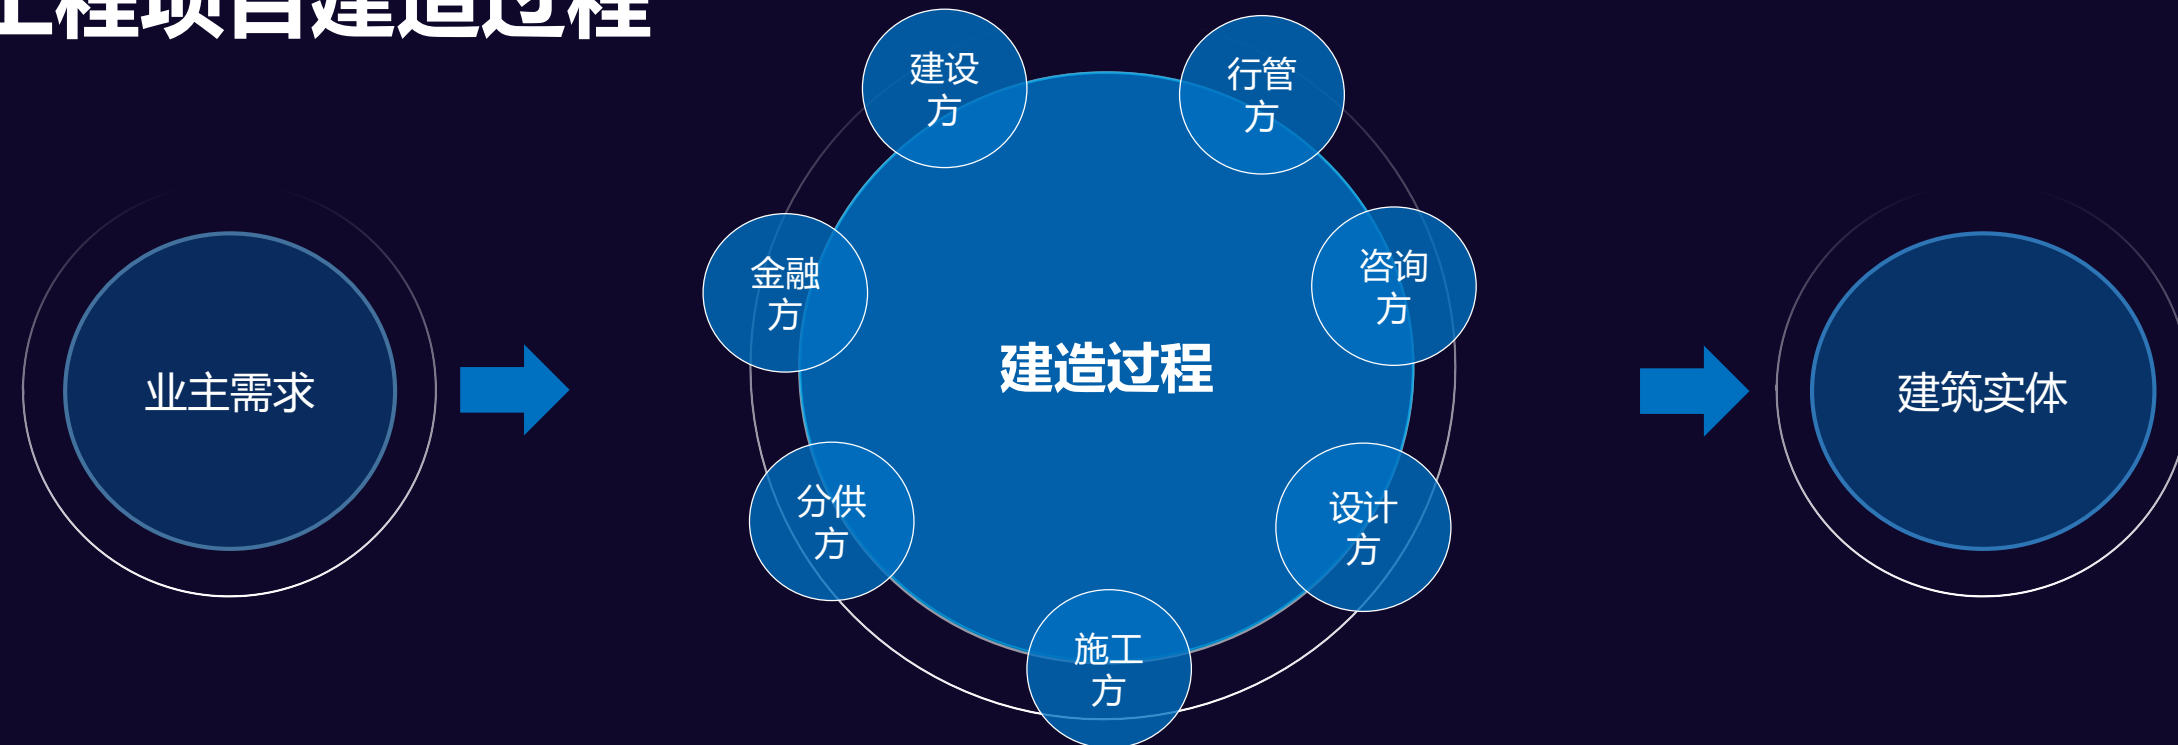 工程项目建造过程
建设
方
行管
方
金融
方
咨询
方
业主需求
建造过程
建筑实体
分供
方
设计
方
施工
方